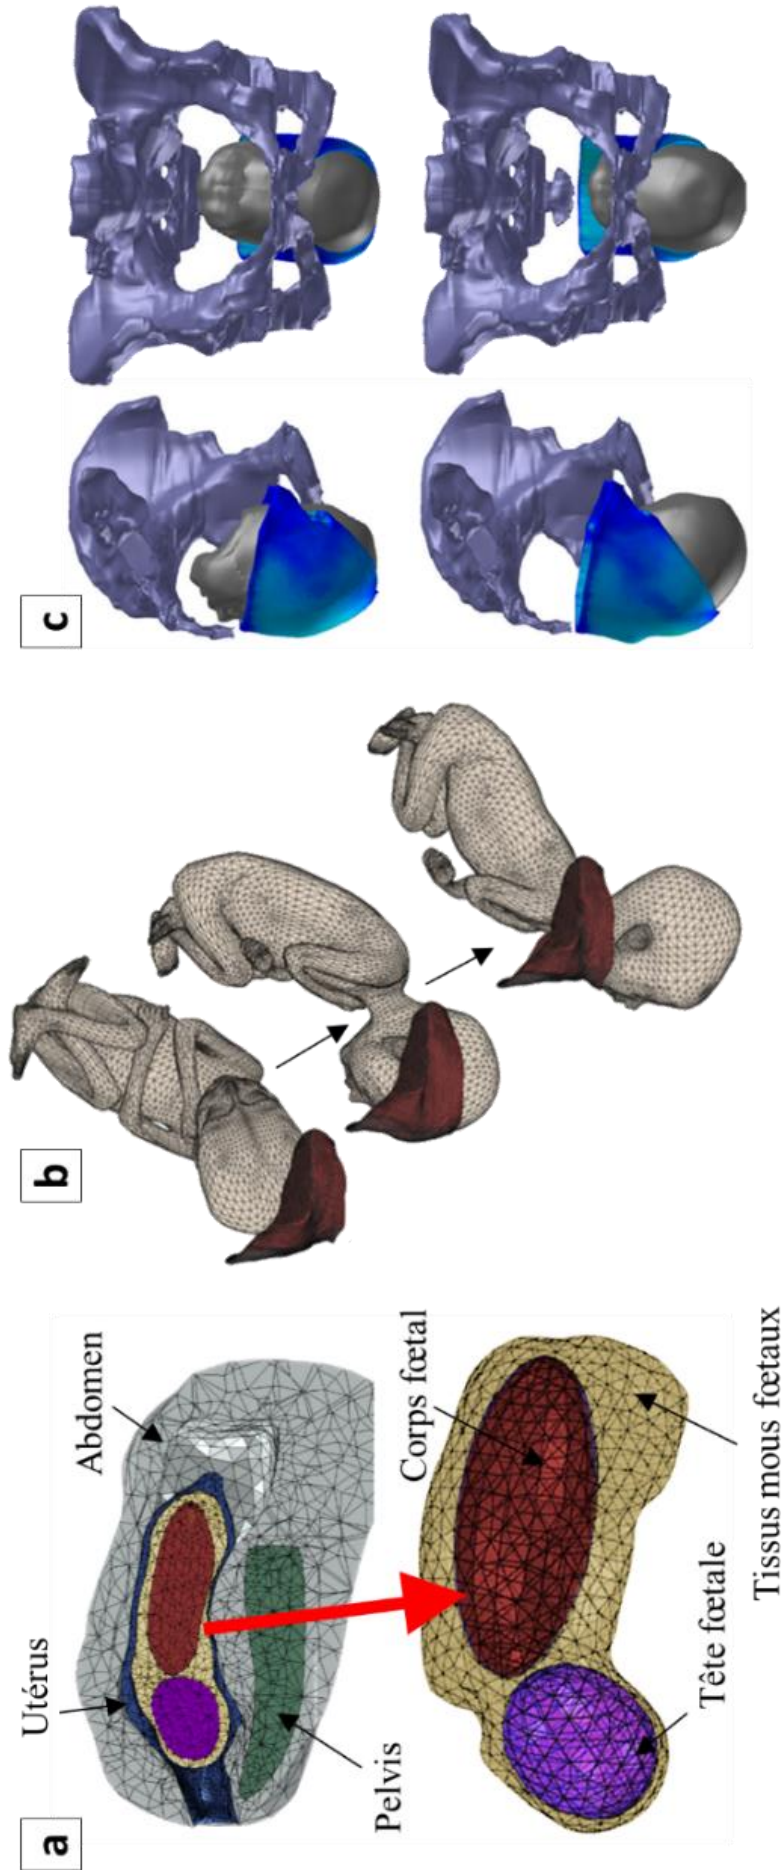 a
Utérus
Abdomen
Pelvis
Corps fœtal
Tête fœtale
Tissus mous fœtaux
b
c